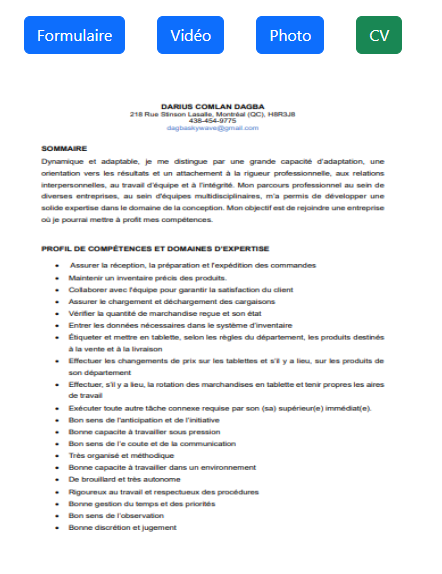 Formulaire Vidéo Photo CV
DARIUS COMLAN DAGBA
218 Rue Stinson Lasalle, Montréal (QC), H8R3J8
438-454-9775
dagbaskywave@gmail.com
SOMMAIRE
Dynamique et adaptable, je me distingue par une grande capacité d'adaptation, une
orientation vers les résultats et un attachement à la rigueur professionnelle, aux relations
interpersonnelles, au travail d'équipe et à l'intégrité. Mon parcours professionnel au sein de
diverses entreprises, au sein d'équipes multidisciplinaires, m'a permis de développer une
solide expertise dans le domaine de la conception. Mon objectif est de rejoindre une entreprise
où je pourrai mettre à profit mes compétences.
PROFIL DE COMPÉTENCES ET DOMAINES D'EXPERTISE
• Assurer la réception, la préparation et l'expédition des commandes
• Maintenir un inventaire précis des produits.
• Collaborer avec l'équipe pour garantir la satisfaction du client
• Assurer le chargement et déchargement des cargaisons
• Vérifier la quantité de marchandise reçue et son état
• Entrer les données nécessaires dans le système d'inventaire
• Étiqueter et mettre en tablette, selon les règles du département, les produits destinés
à la vente et à la livraison
• Effectuer les changements de prix sur les tablettes et s'il y a lieu, sur les produits de
son département
• Effectuer, s'il y a lieu, la rotation des marchandises en tablette et tenir propres les aires
de travail
• Exécuter toute autre tâche connexe requise par son (sa) supérieur(e) immédiat(e).
• Bon sens de l'anticipation et de l'initiative
• Bonne capacité à travailler sous pression
• Bon sens de l'e coute et de la communication
• Très organisé et méthodique
• Bonne capacité à travailler dans un environnement
• De brouillard et très autonome
• Rigoureux au travail et respectueux des procédures
• Bonne gestion du temps et des priorités
• Bon sens de l'observation
• Bonne discrétion et jugement